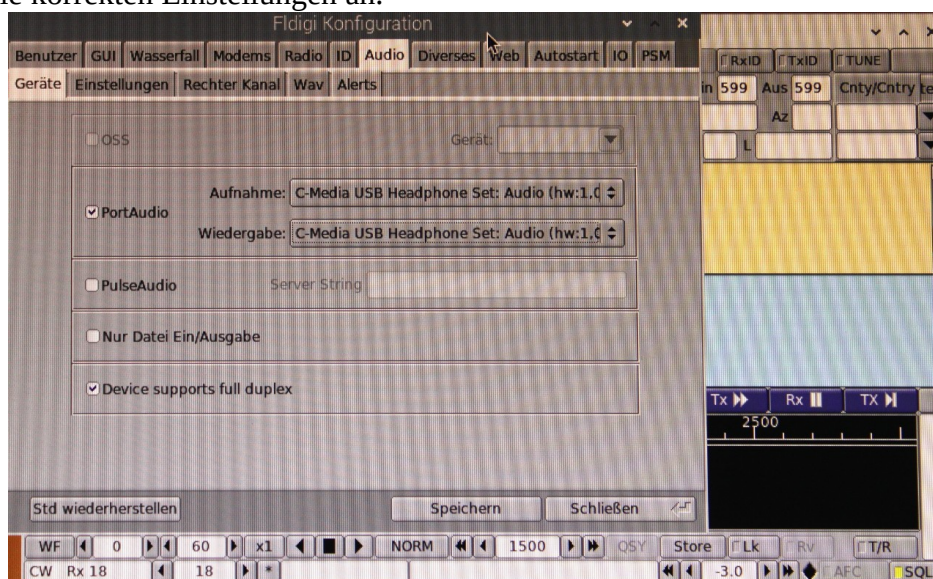 korrekten Einstellungen an.
Fldigi Konfiguration
Benutzer GUI Wasserfall Modems Radio ID Audio Diverses Web Autostart IO PSM
Geräte Einstellungen Rechter Kanal Wav Alerts
OSS Gerät:
Aufnahme: C-Media USB Headphone Set: Audio (hw:1,0
PortAudio
Wiedergabe: C-Media USB Headphone Set: Audio (hw:1,0
PulseAudio Server String
Nur Datei Ein/Ausgabe
Device supports full duplex
Std wiederherstellen Speichern Schließen
RxID TxID TUNE
in 599 Aus 599 Cnty/Cntry
Az
L
Tx Rx TX
2500
WF 0 60 x1 NORM 1500 QSY Store Lk Rv T/R
CW Rx 18 18 * -3.0 AFC SQL